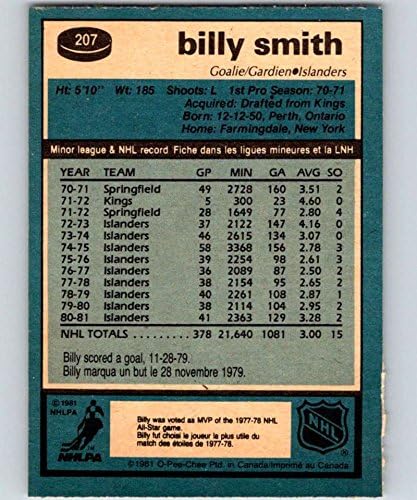 207
billy smith
Goalie/Gardien•Islanders
Ht: 5'10" Wt: 185 Shoots: L 1st Pro Season: 70-71
Acquired: Drafted from Kings
Born: 12-12-50, Perth, Ontario
Home: Farmingdale, New York
Minor league & NHL record Fiche dans les ligues mineures et la LNH
YEAR TEAM GP MIN GA AVG SO
70-71 Springfield 49 2728 160 3.51 2
71-72 Kings 5 300 23 4.60 0
71-72 Springfield 28 1649 77 2.80 4
72-73 Islanders 37 2122 147 4.16 0
73-74 Islanders 46 2615 134 3.07 0
74-75 Islanders 58 3368 156 2.78 3
75-76 Islanders 39 2254 98 2.61 3
76-77 Islanders 36 2089 87 2.50 2
77-78 Islanders 38 2154 95 2.65 2
78-79 Islanders 40 2261 108 2.87 1
79-80 Islanders 38 2114 104 2.95 2
80-81 Islanders 41 2363 129 3.28 2
NHL TOTALS 378 21,640 1081 3.00 15
Billy scored a goal, 11-28-79.
Billy marqua un but le 28 novembre 1979.
©1981
NHLPA
NHLPA
Billy was voted as MVP of the 1977-78 NHL
All-Star game.
Billy fut choisi le joueur le plus utile du
match des étoiles de 1977-78.
NHL
©1981 O-Pee-Chee Ptd. in Canada/Imprimé au Canada